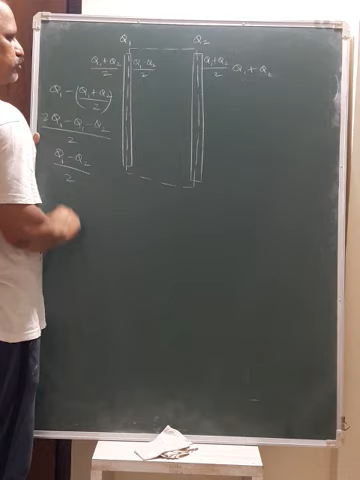 Q₁ Q₂
(Q₁+Q₂)/2 (Q₁-Q₂)/2 (Q₁+Q₂)/2 Q₁+Q₂
Q₁ - ((Q₁+Q₂)/2)
(2Q₁-Q₁-Q₂)/2
(Q₁-Q₂)/2